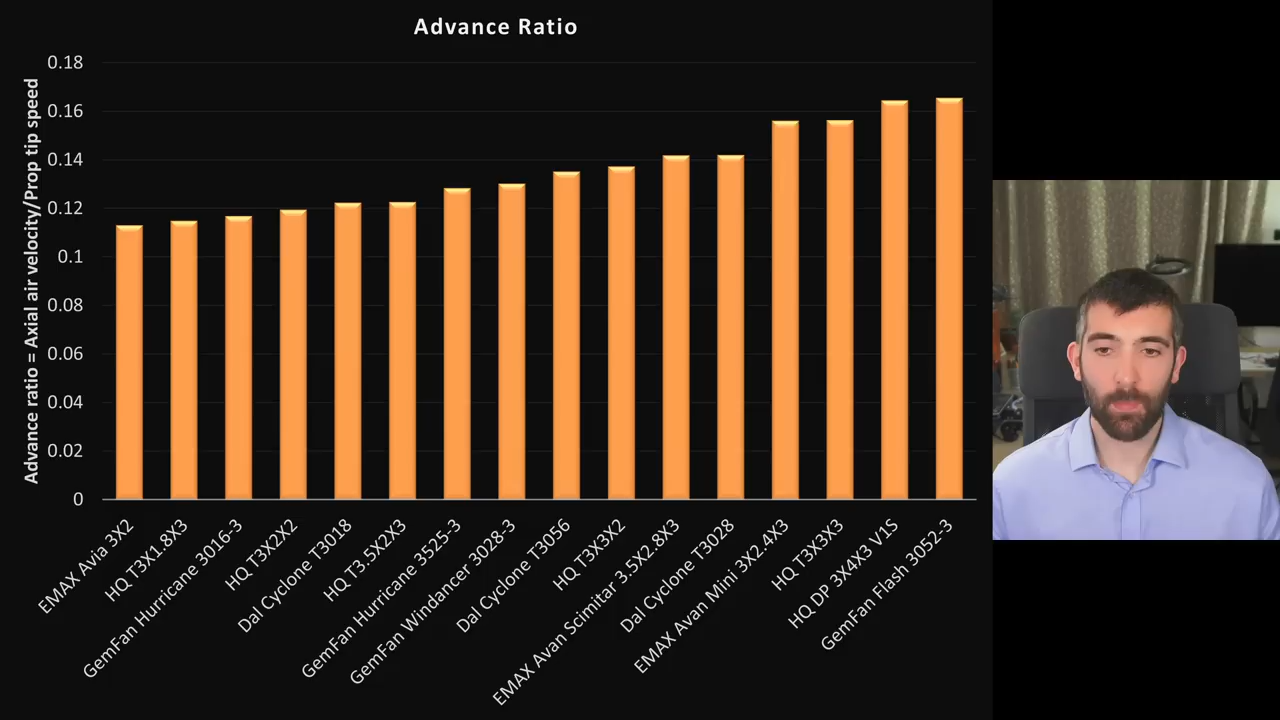 Advance Ratio
Advance ratio = Axial air velocity/Prop tip speed
0.18
0.16
0.14
0.12
0.1
0.08
0.06
0.04
0.02
0
EMAX Avia 3X2
HQ T3X1.8X3
GemFan Hurricane 3016-3
HQ T3X2X2
Dal Cyclone T3018
HQ T3.5X2X3
GemFan Hurricane 3525-3
GemFan Windancer 3028-3
Dal Cyclone T3056
HQ T3X3X2
EMAX Avan Scimitar 3.5X2.8X3
Dal Cyclone T3028
EMAX Avan Mini 3X2.4X3
HQ T3X3X3
HQ DP 3X4X3 V1S
GemFan Flash 3052-3